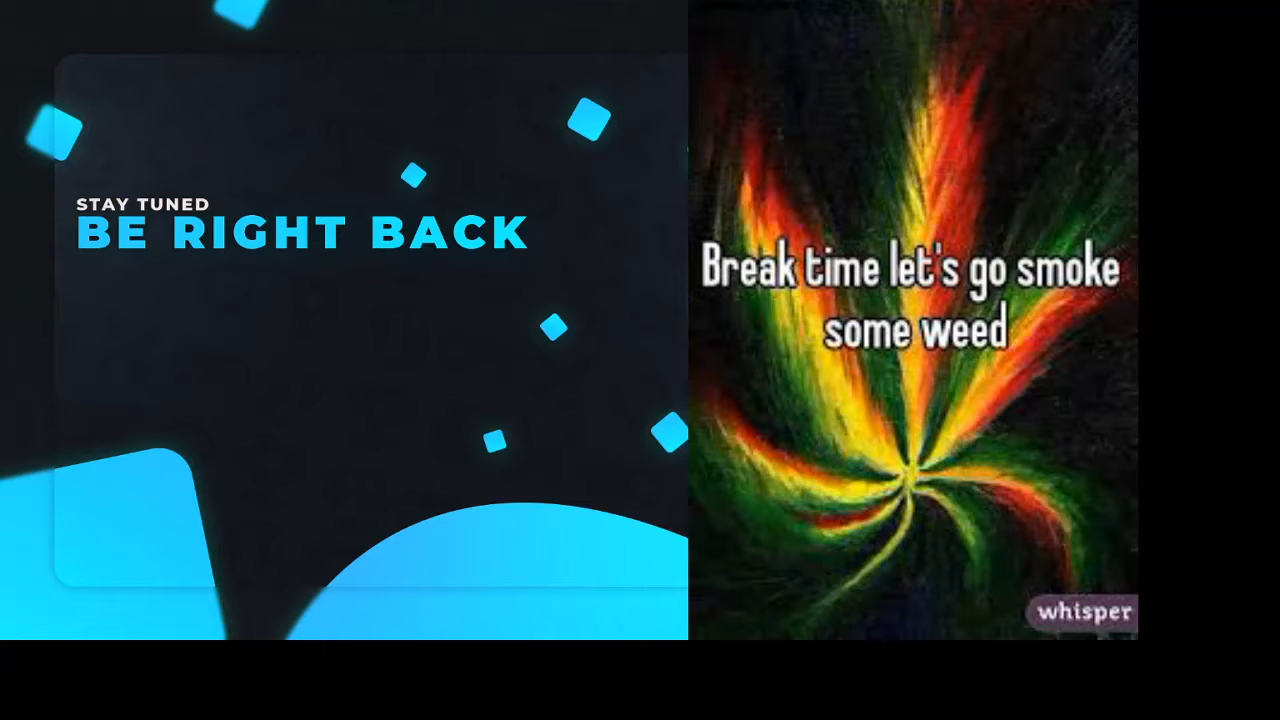 STAY TUNED
BE RIGHT BACK
Break time let's go smoke
some weed
whisper